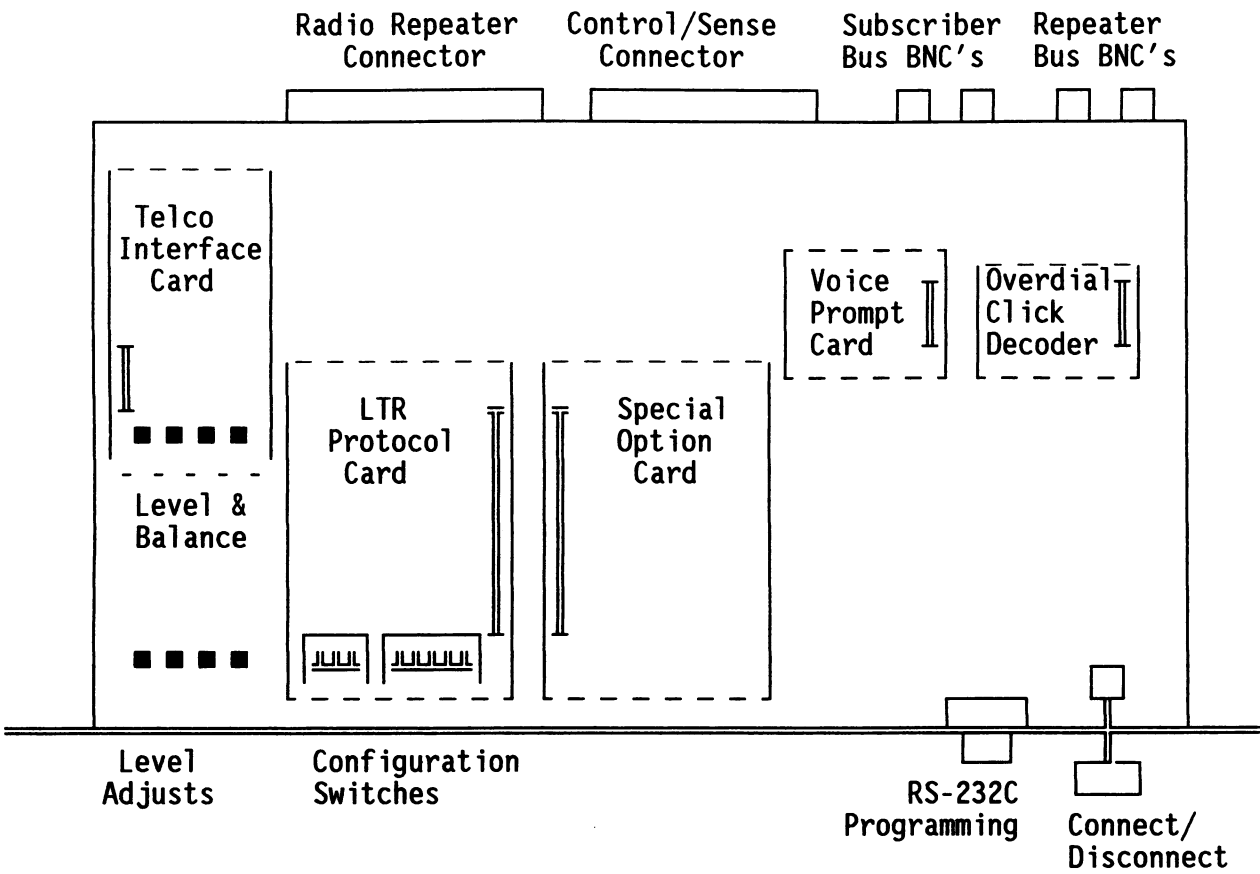 Radio Repeater
Connector
Control/Sense
Connector
Subscriber
Bus BNC's
Repeater
Bus BNC's
Telco
Interface
Card
Voice
Prompt
Card
Overdial
Click
Decoder
LTR
Protocol
Card
Special
Option
Card
Level &
Balance
Level
Adjusts
Configuration
Switches
RS-232C
Programming
Connect/
Disconnect